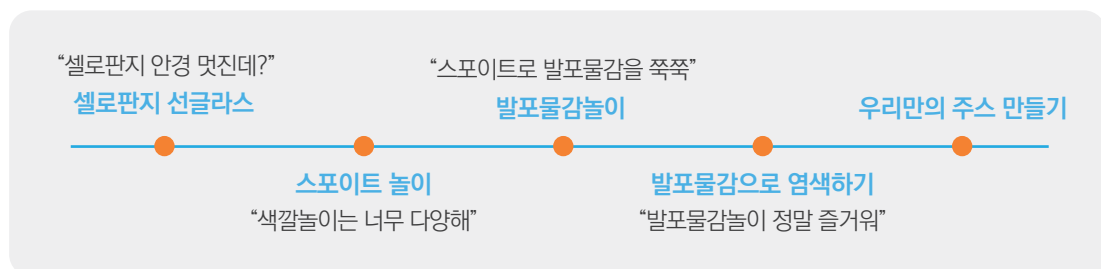 “셀로판지 안경 멋진데?”
셀로판지 선글라스
스포이트 놀이
“색깔놀이는 너무 다양해”
“스포이트로 발포물감을 쭉쭉”
발포물감놀이
발포물감으로 염색하기
“발포물감놀이 정말 즐거워”
우리만의 주스 만들기